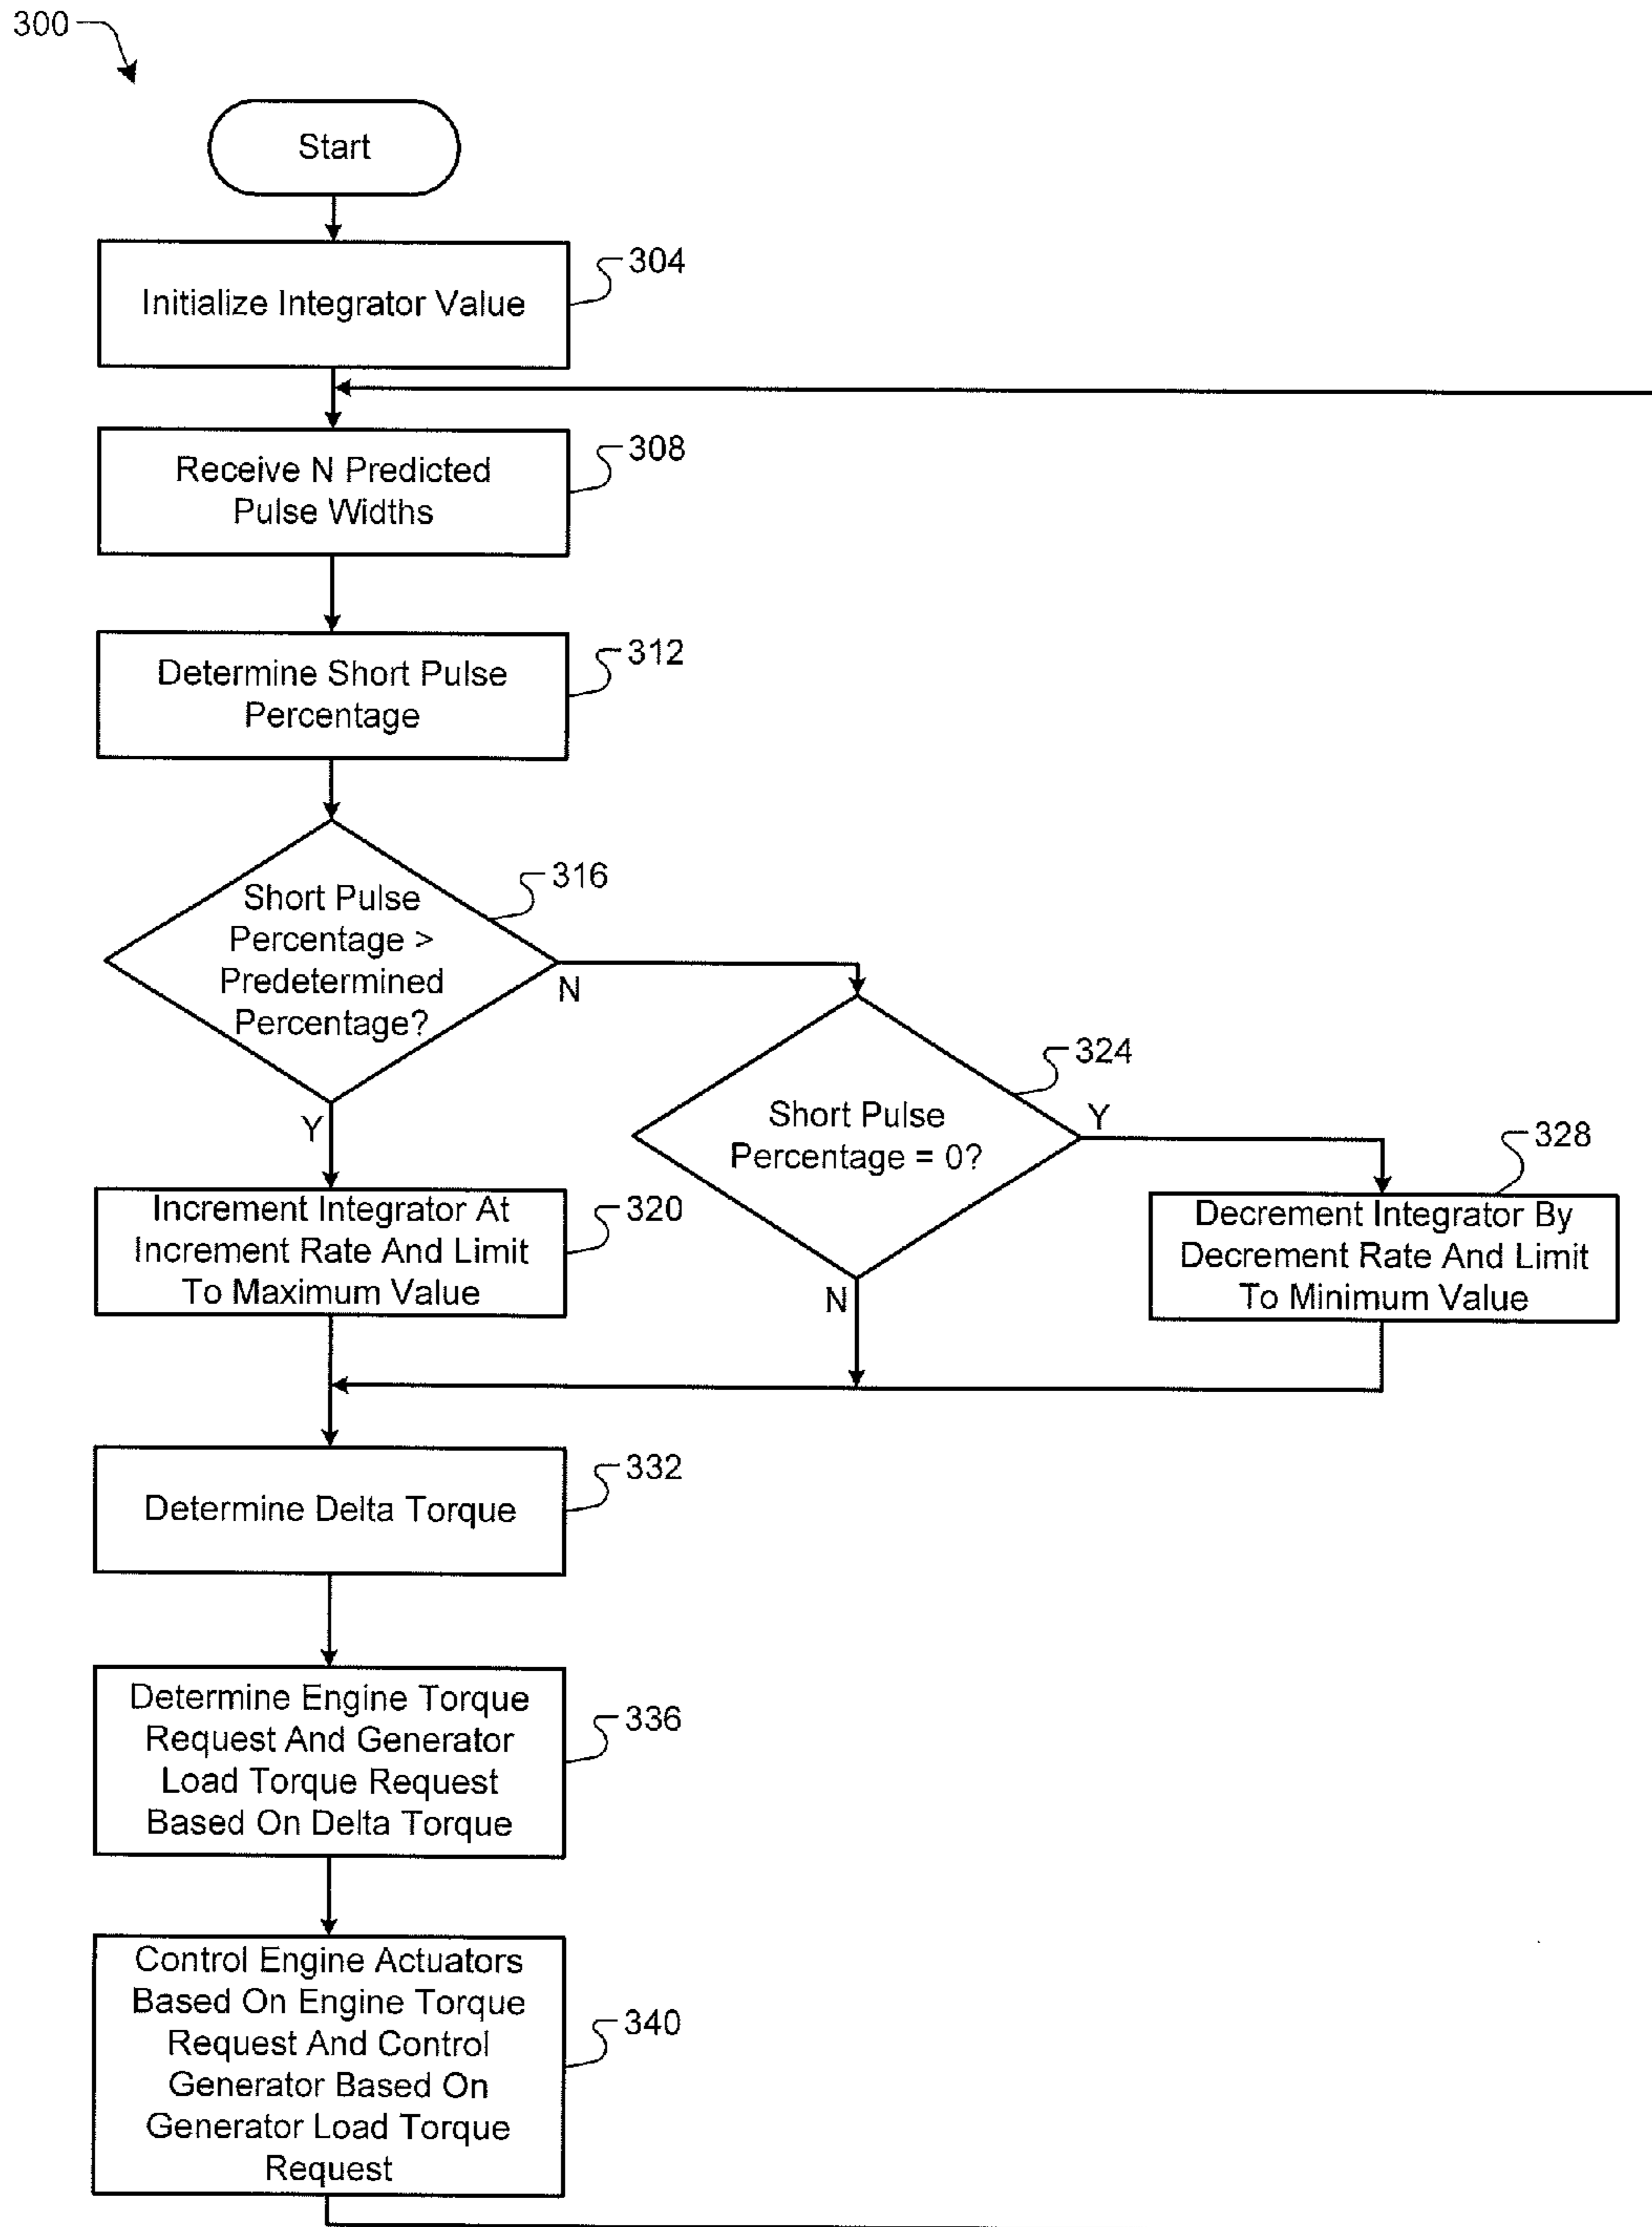 300
Start
304
Initialize Integrator Value
308
Receive N Predicted
Pulse Widths
312
Determine Short Pulse
Percentage
316
Short Pulse
Percentage >
Predetermined
Percentage?
N
Y
324
Short Pulse
Percentage = 0?
Y
N
328
Decrement Integrator By
Decrement Rate And Limit
To Minimum Value
320
Increment Integrator At
Increment Rate And Limit
To Maximum Value
332
Determine Delta Torque
336
Determine Engine Torque
Request And Generator
Load Torque Request
Based On Delta Torque
340
Control Engine Actuators
Based On Engine Torque
Request And Control
Generator Based On
Generator Load Torque
Request